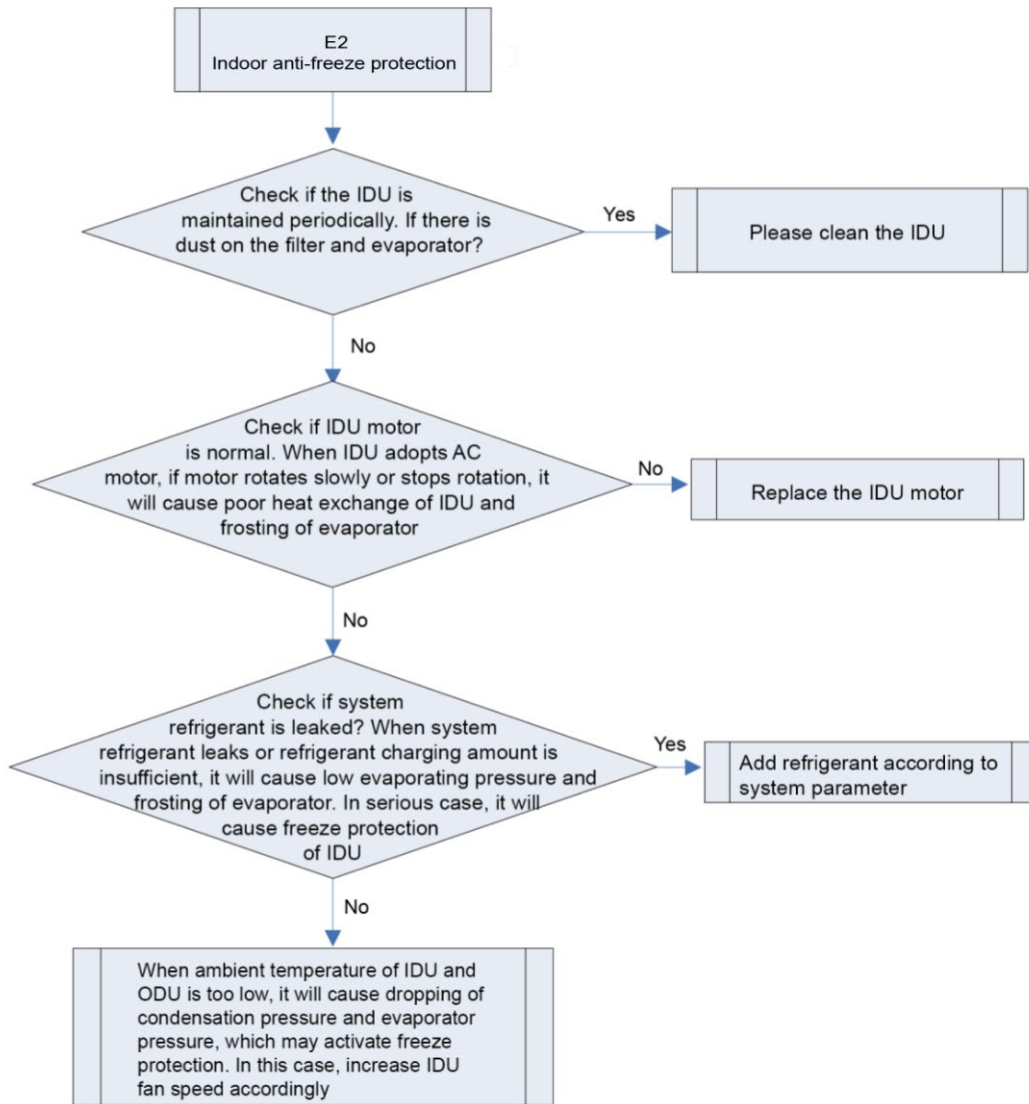 E2
Indoor anti-freeze protection
Check if the IDU is
maintained periodically. If there is
dust on the filter and evaporator?
Yes
Please clean the IDU
No
Check if IDU motor
is normal. When IDU adopts AC
motor, if motor rotates slowly or stops rotation, it
will cause poor heat exchange of IDU and
frosting of evaporator
No
Replace the IDU motor
No
Check if system
refrigerant is leaked? When system
refrigerant leaks or refrigerant charging amount is
insufficient, it will cause low evaporating pressure and
frosting of evaporator. In serious case, it will
cause freeze protection
of IDU
Yes
Add refrigerant according to
system parameter
No
When ambient temperature of IDU and
ODU is too low, it will cause dropping of
condensation pressure and evaporator
pressure, which may activate freeze
protection. In this case, increase IDU
fan speed accordingly